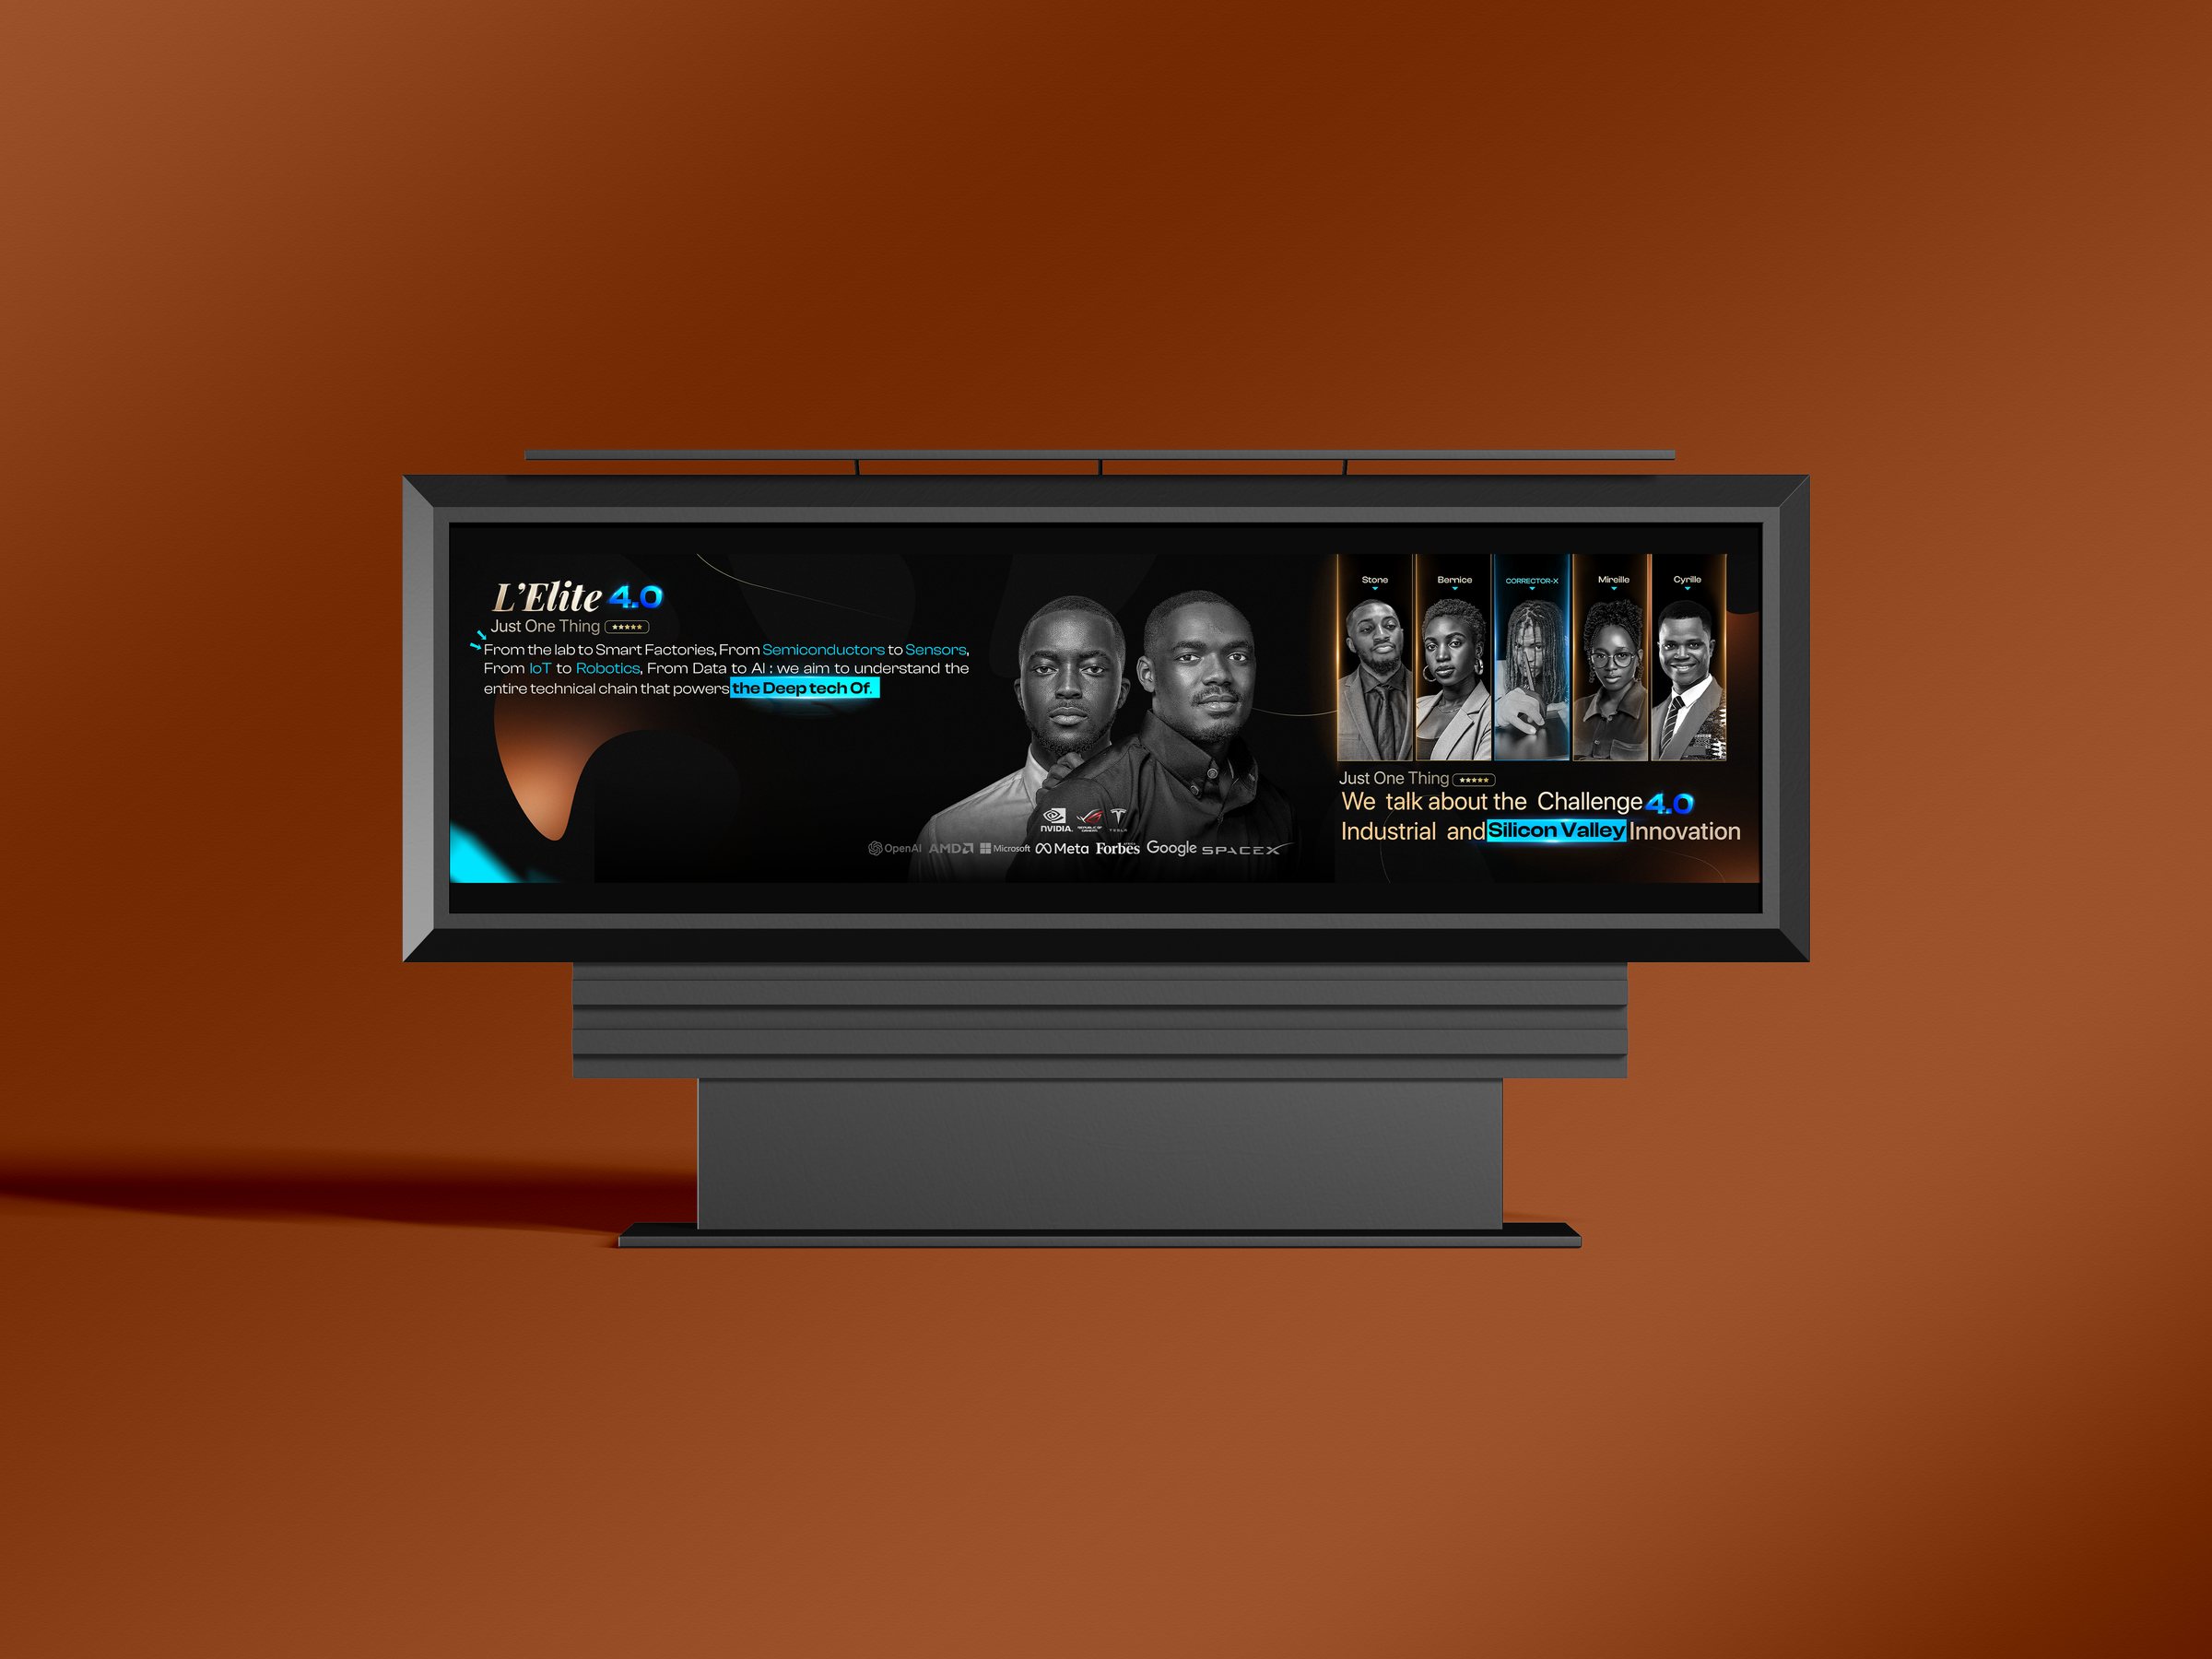 L'Elite 4.0
Just One Thing
From the lab to Smart Factories, From Semiconductors to Sensors,
From IoT to Robotics, From Data to AI : we aim to understand the
entire technical chain that powers the Deep tech Of.
NVIDIA.
TESLA
OpenAI AMD Microsoft Meta Forbes Google SPACEX
Stone Bernice CORRECTOR-X Mireille Cyrille
Just One Thing
We talk about the Challenge 4.0
Industrial and Silicon Valley Innovation